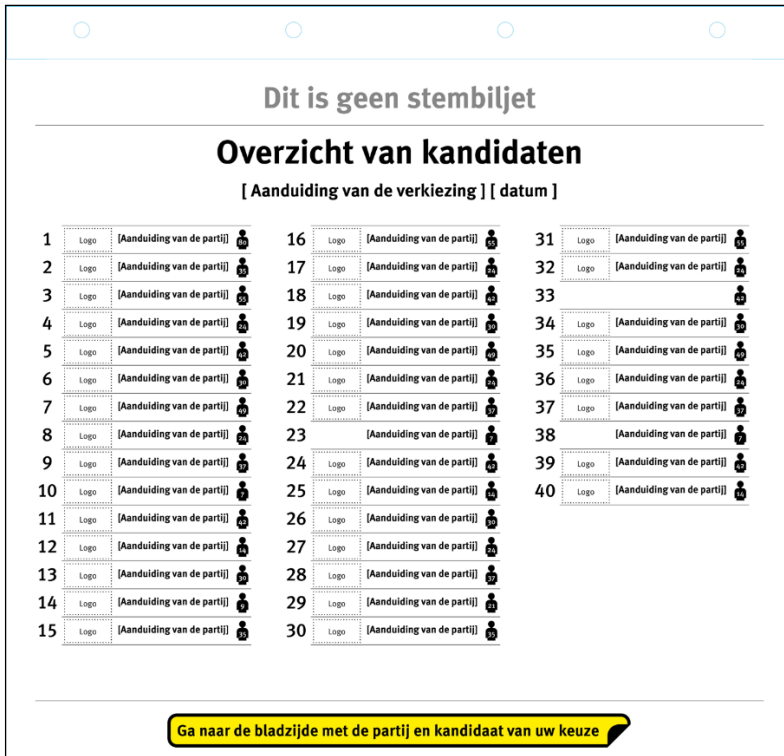 Dit is geen stembiljet
Overzicht van kandidaten
[ Aanduiding van de verkiezing ] [ datum ]
1 Logo [Aanduiding van de partij] 80
2 Logo [Aanduiding van de partij] 35
3 Logo [Aanduiding van de partij] 55
4 Logo [Aanduiding van de partij] 24
5 Logo [Aanduiding van de partij] 42
6 Logo [Aanduiding van de partij] 30
7 Logo [Aanduiding van de partij] 49
8 Logo [Aanduiding van de partij] 24
9 Logo [Aanduiding van de partij] 37
10 Logo [Aanduiding van de partij] 7
11 Logo [Aanduiding van de partij] 42
12 Logo [Aanduiding van de partij] 14
13 Logo [Aanduiding van de partij] 30
14 Logo [Aanduiding van de partij] 9
15 Logo [Aanduiding van de partij] 35
16 Logo [Aanduiding van de partij] 55
17 Logo [Aanduiding van de partij] 24
18 Logo [Aanduiding van de partij] 42
19 Logo [Aanduiding van de partij] 30
20 Logo [Aanduiding van de partij] 49
21 Logo [Aanduiding van de partij] 24
22 Logo [Aanduiding van de partij] 37
23 [Aanduiding van de partij] 7
24 Logo [Aanduiding van de partij] 42
25 Logo [Aanduiding van de partij] 14
26 Logo [Aanduiding van de partij] 30
27 Logo [Aanduiding van de partij] 24
28 Logo [Aanduiding van de partij] 37
29 Logo [Aanduiding van de partij] 21
30 Logo [Aanduiding van de partij] 35
31 Logo [Aanduiding van de partij] 55
32 Logo [Aanduiding van de partij] 24
33 42
34 Logo [Aanduiding van de partij] 30
35 Logo [Aanduiding van de partij] 49
36 Logo [Aanduiding van de partij] 24
37 Logo [Aanduiding van de partij] 37
38 [Aanduiding van de partij] 7
39 Logo [Aanduiding van de partij] 42
40 Logo [Aanduiding van de partij] 14
Ga naar de bladzijde met de partij en kandidaat van uw keuze